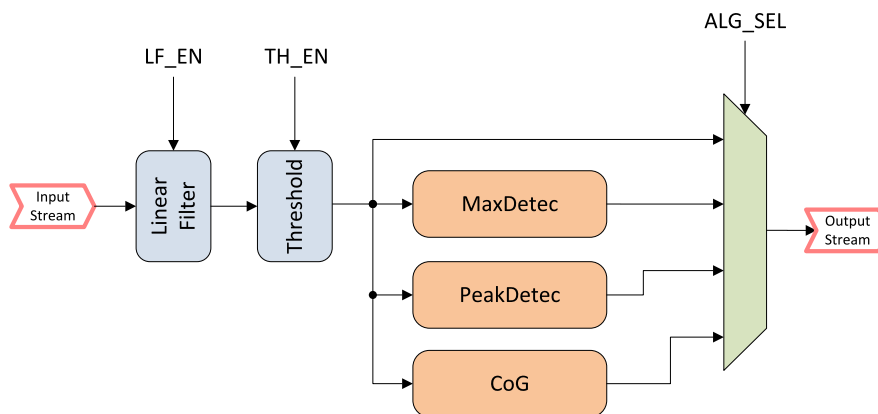 ALG_SEL
LF_EN
TH_EN
Input
Stream
Linear
Filter
Threshold
MaxDetec
PeakDetec
CoG
Output
Stream